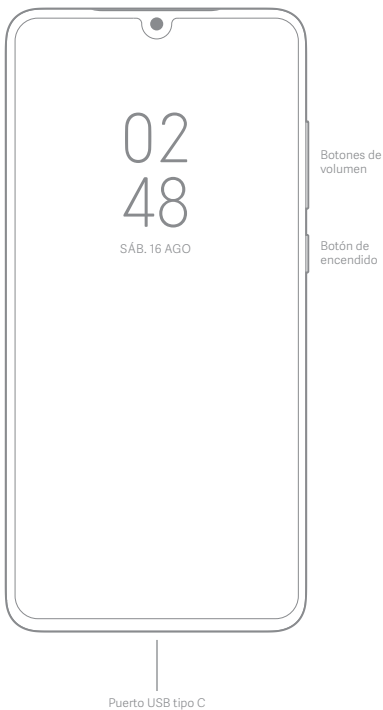 02
48
SÁB. 16 AGO
Botones de
volumen
Botón de
encendido
Puerto USB tipo C